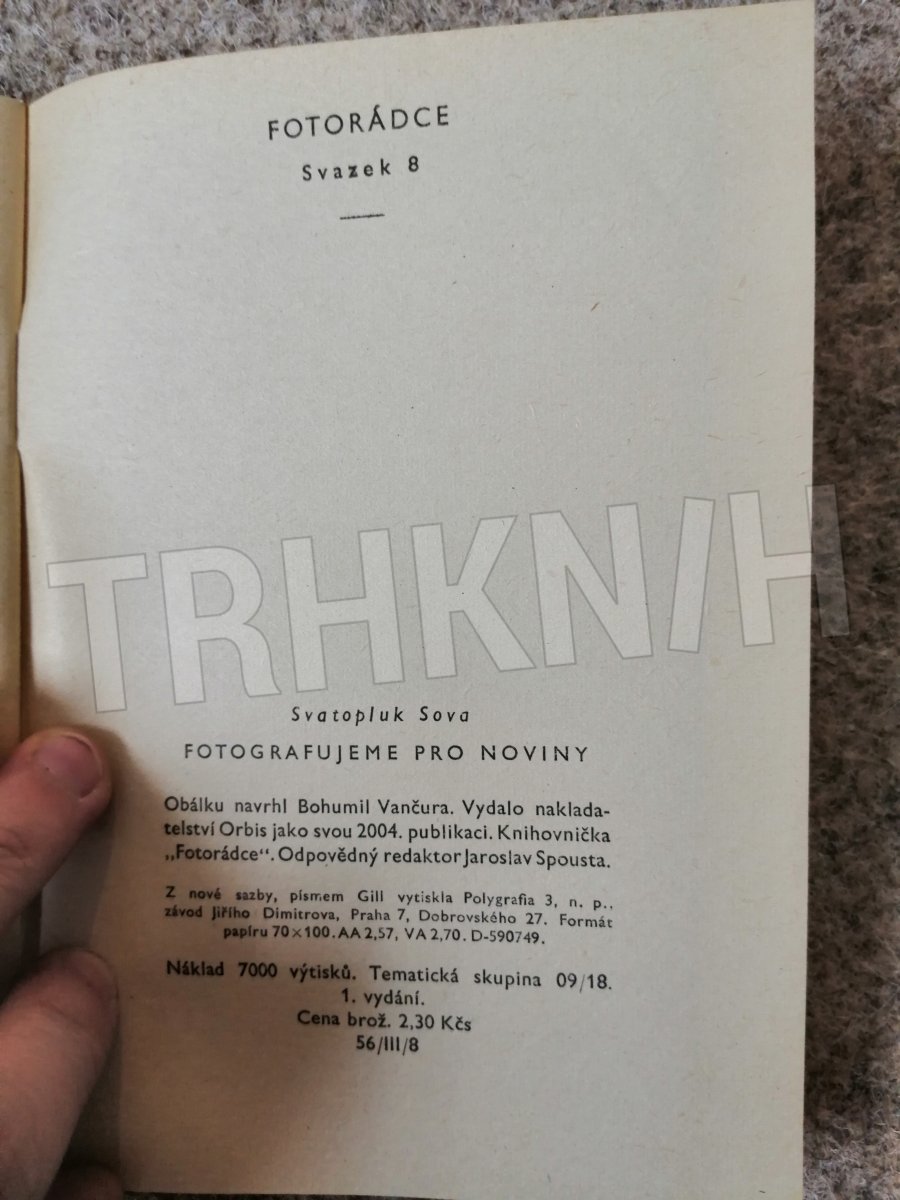 FOTORÁDCE
Svazek 8
TRHKNIH
Svatopluk Sova
FOTOGRAFUJEME PRO NOVINY
Obálku navrhl Bohumil Vančura. Vydalo naklada-
telství Orbis jako svou 2004. publikaci. Knihovnička
„Fotorádce“. Odpovědný redaktor Jaroslav Spousta.
Z nové sazby, písmem Gill vytiskla Polygrafia 3, n. p.,
závod Jiřího Dimitrova, Praha 7, Dobrovského 27. Formát
papíru 70×100. AA 2,57, VA 2,70. D-590749.
Náklad 7000 výtisků. Tematická skupina 09/18.
1. vydání.
Cena brož. 2,30 Kčs
56/III/8